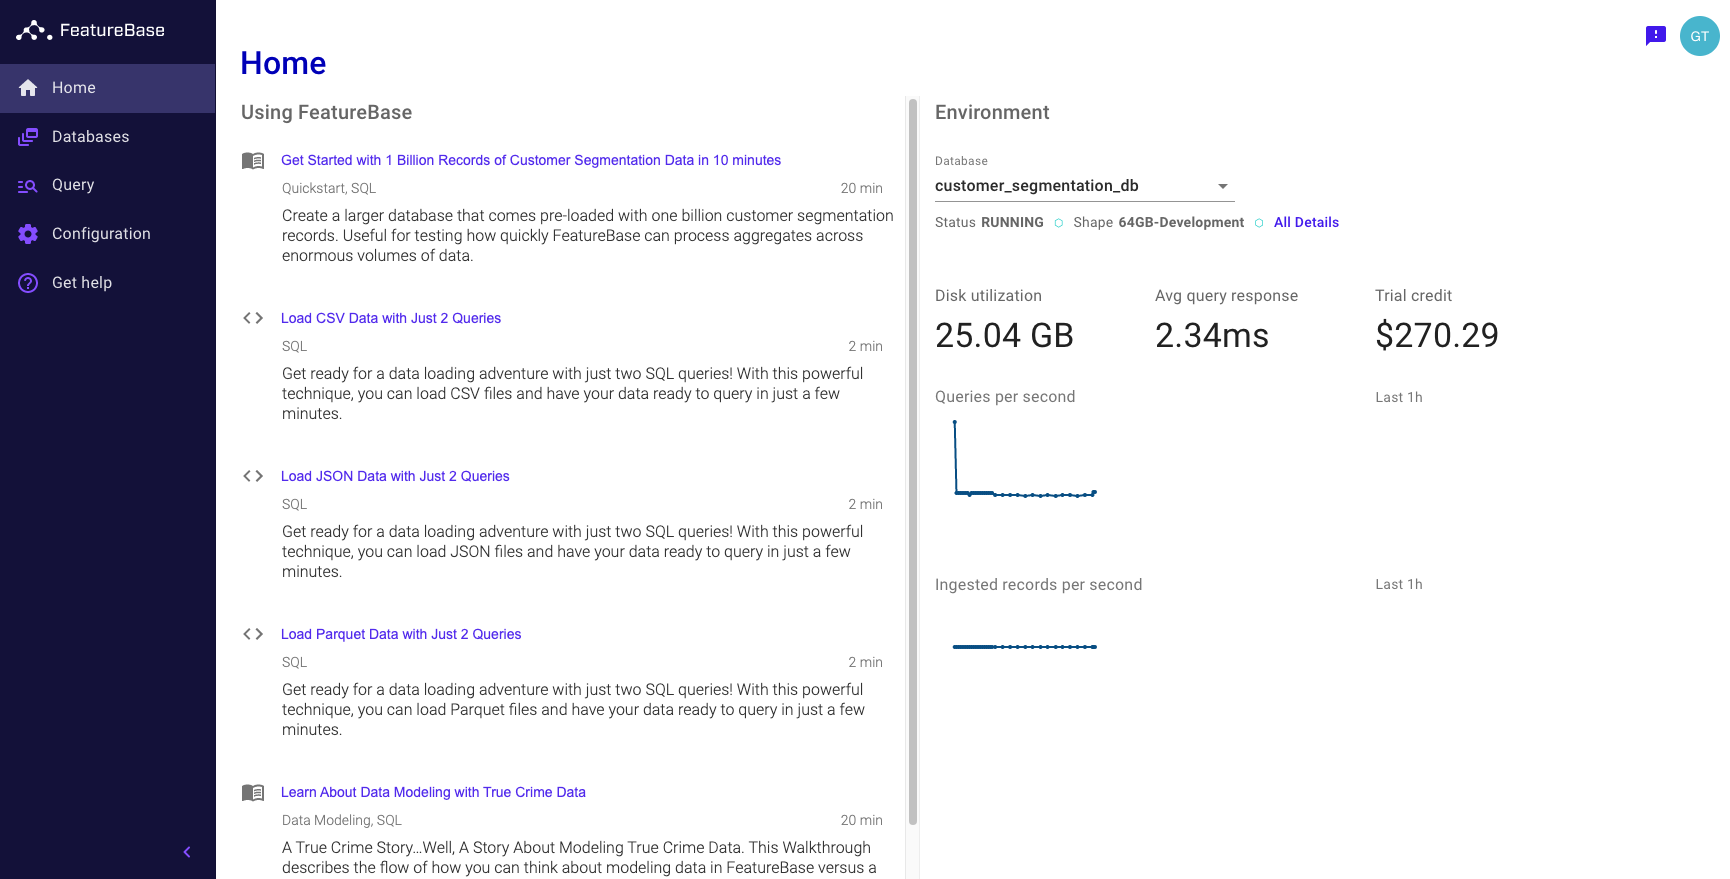 FeatureBase
Home
Databases
Query
Configuration
Get help
GT
Home
Using FeatureBase
Get Started with 1 Billion Records of Customer Segmentation Data in 10 minutes
Quickstart, SQL 20 min
Create a larger database that comes pre-loaded with one billion customer segmentation
records. Useful for testing how quickly FeatureBase can process aggregates across
enormous volumes of data.
Load CSV Data with Just 2 Queries
SQL 2 min
Get ready for a data loading adventure with just two SQL queries! With this powerful
technique, you can load CSV files and have your data ready to query in just a few
minutes.
Load JSON Data with Just 2 Queries
SQL 2 min
Get ready for a data loading adventure with just two SQL queries! With this powerful
technique, you can load JSON files and have your data ready to query in just a few
minutes.
Load Parquet Data with Just 2 Queries
SQL 2 min
Get ready for a data loading adventure with just two SQL queries! With this powerful
technique, you can load Parquet files and have your data ready to query in just a few
minutes.
Learn About Data Modeling with True Crime Data
Data Modeling, SQL 20 min
A True Crime Story...Well, A Story About Modeling True Crime Data. This Walkthrough
describes the flow of how you can think about modeling data in FeatureBase versus a
Environment
Database
customer_segmentation_db
Status RUNNING Shape 64GB-Development All Details
Disk utilization Avg query response Trial credit
25.04 GB 2.34ms $270.29
Queries per second Last 1h
Ingested records per second Last 1h